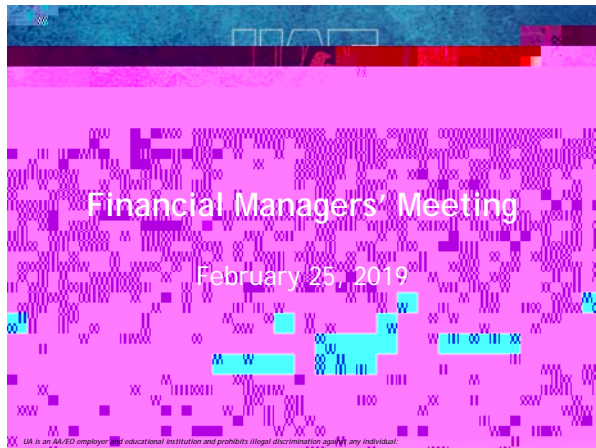 Financial Managers' Meeting
February 25, 2019
UA is an AA/EO employer and educational institution and prohibits illegal discrimination against any individual: